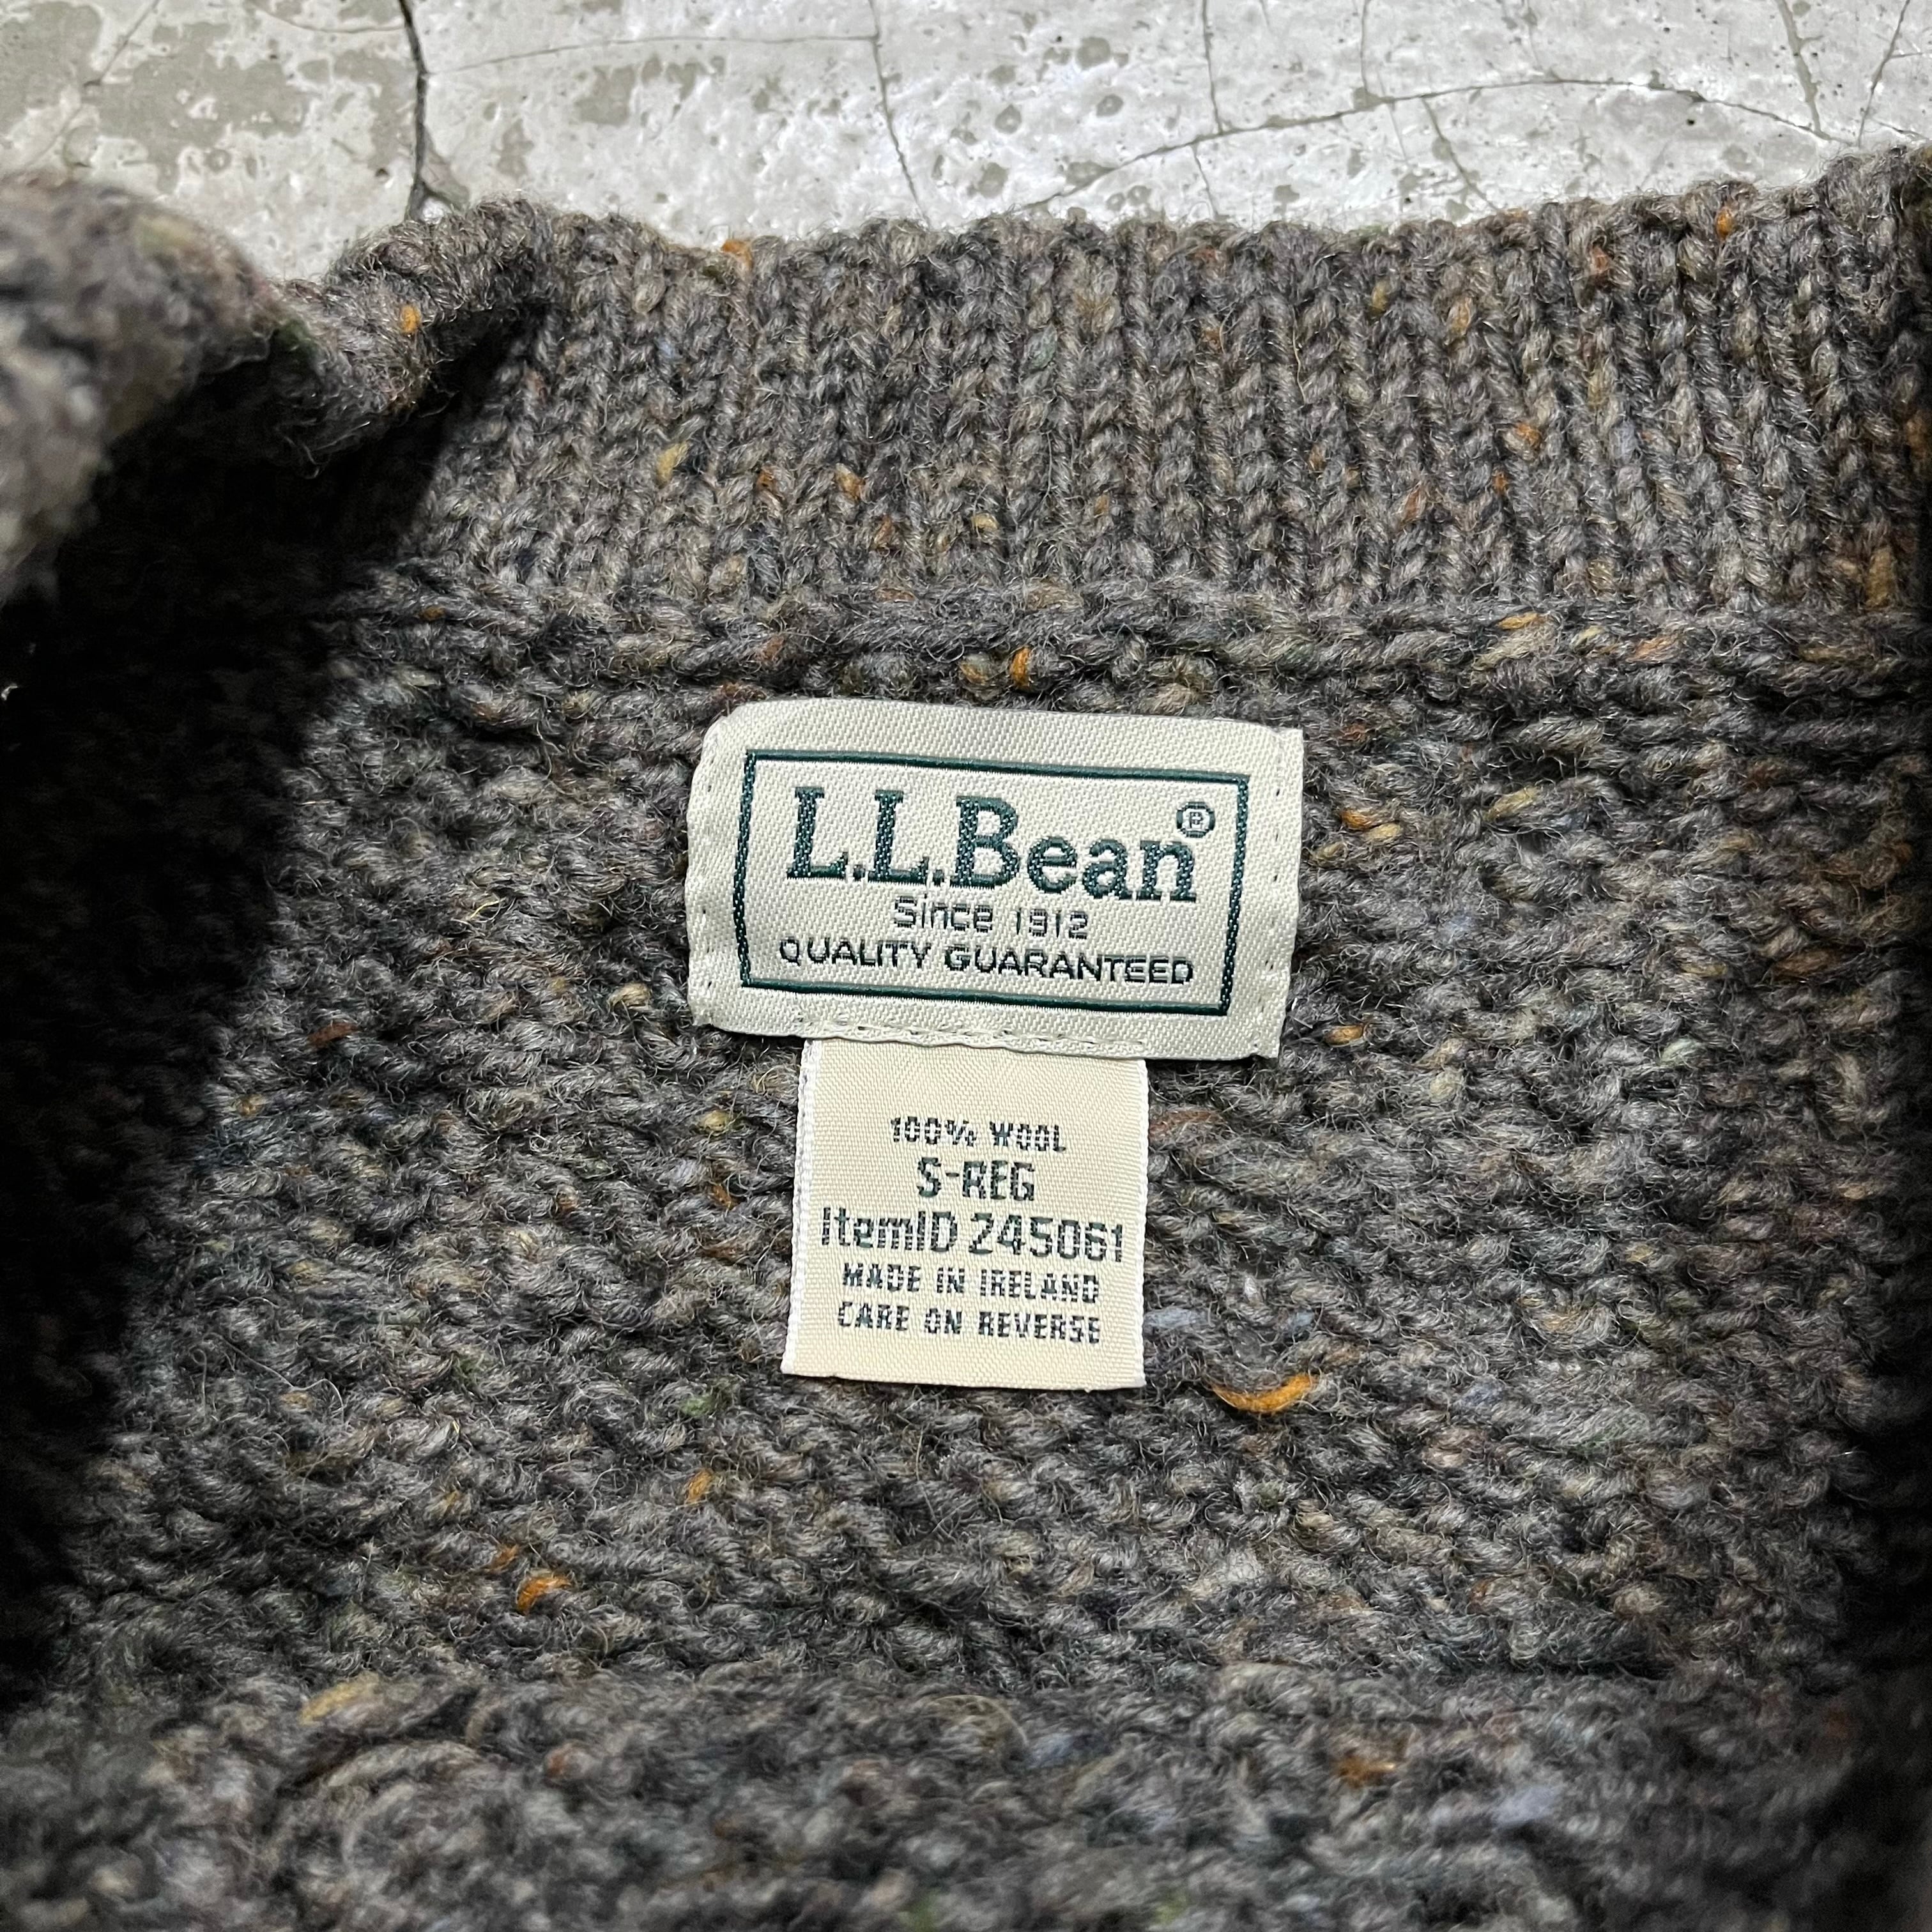 L.L.Bean®
Since 1912
QUALITY GUARANTEED
100% WOOL
S-REG
ItemID 245061
MADE IN IRELAND
CARE ON REVERSE